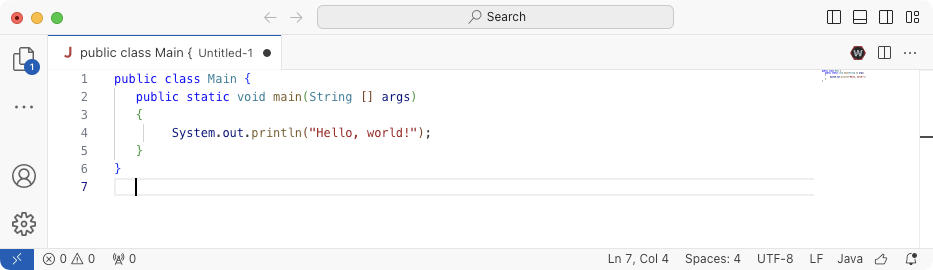 Search
1
public class Main { Untitled-1
1 public class Main {
2 public static void main(String [] args)
3 {
4 System.out.println("Hello, world!");
5 }
6 }
7
0 0 0 Ln 7, Col 4 Spaces: 4 UTF-8 LF Java